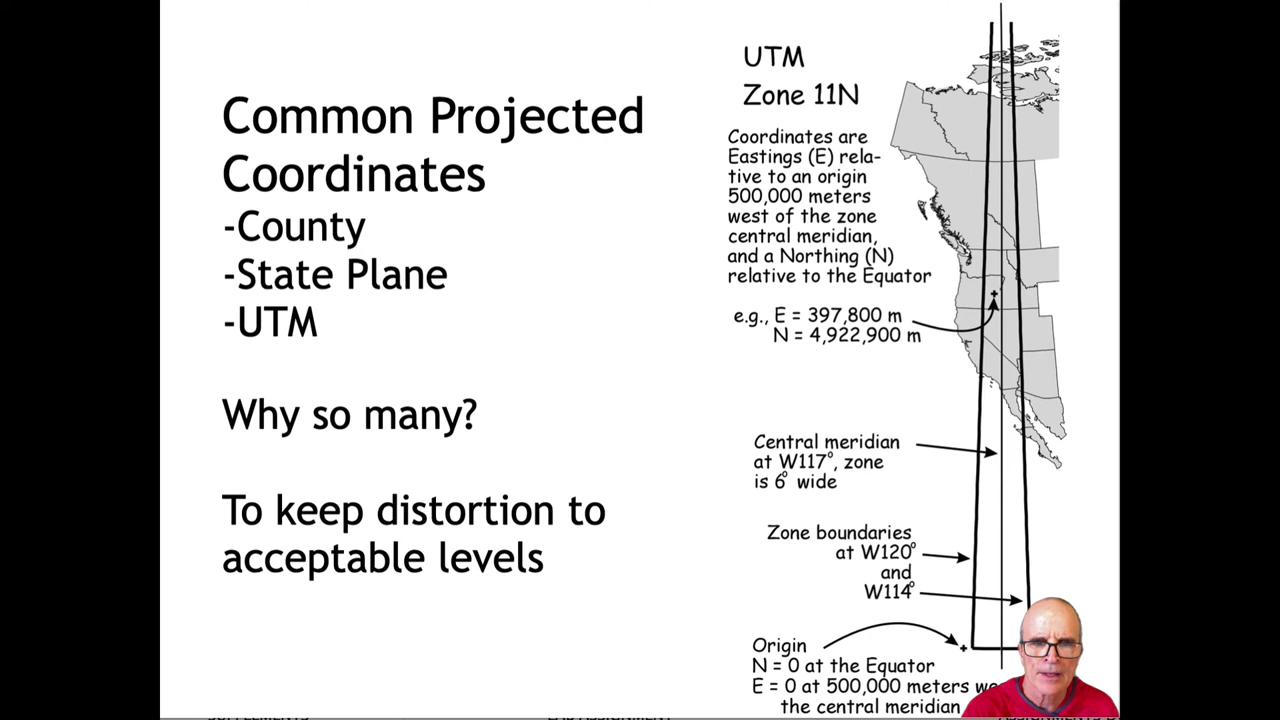 Common Projected
Coordinates
-County
-State Plane
-UTM
Why so many?
To keep distortion to
acceptable levels
UTM
Zone 11N
Coordinates are
Eastings (E) rela-
tive to an origin
500,000 meters
west of the zone
central meridian,
and a Northing (N)
relative to the Equator
e.g., E = 397,800 m
N = 4,922,900 m
Central meridian
at W117°, zone
is 6° wide
Zone boundaries
at W120°
and
W114°
Origin
N = 0 at the Equator
E = 0 at 500,000 meters
the central meridian